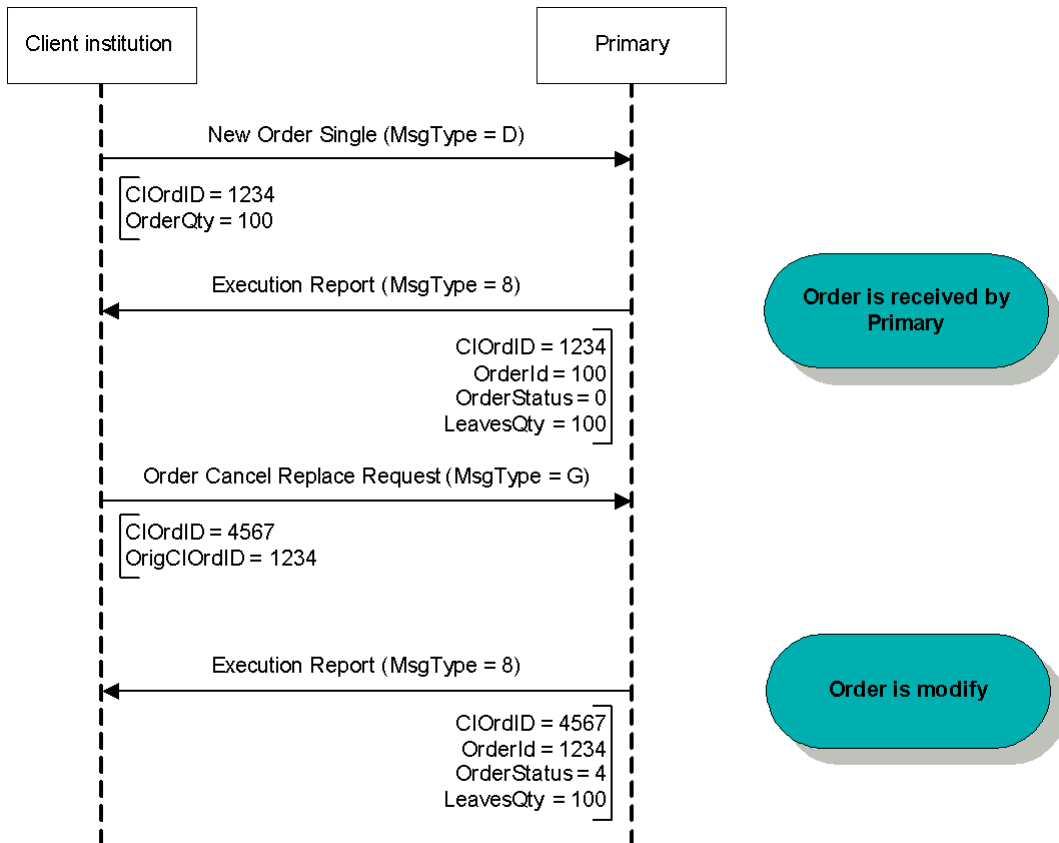 Client institution
Primary
New Order Single (MsgType = D)
ClOrdID = 1234
OrderQty = 100
Execution Report (MsgType = 8)
Order is received by
Primary
ClOrdID = 1234
OrderId = 100
OrderStatus = 0
LeavesQty = 100
Order Cancel Replace Request (MsgType = G)
ClOrdID = 4567
OrigClOrdID = 1234
Execution Report (MsgType = 8)
Order is modify
ClOrdID = 4567
OrderId = 1234
OrderStatus = 4
LeavesQty = 100